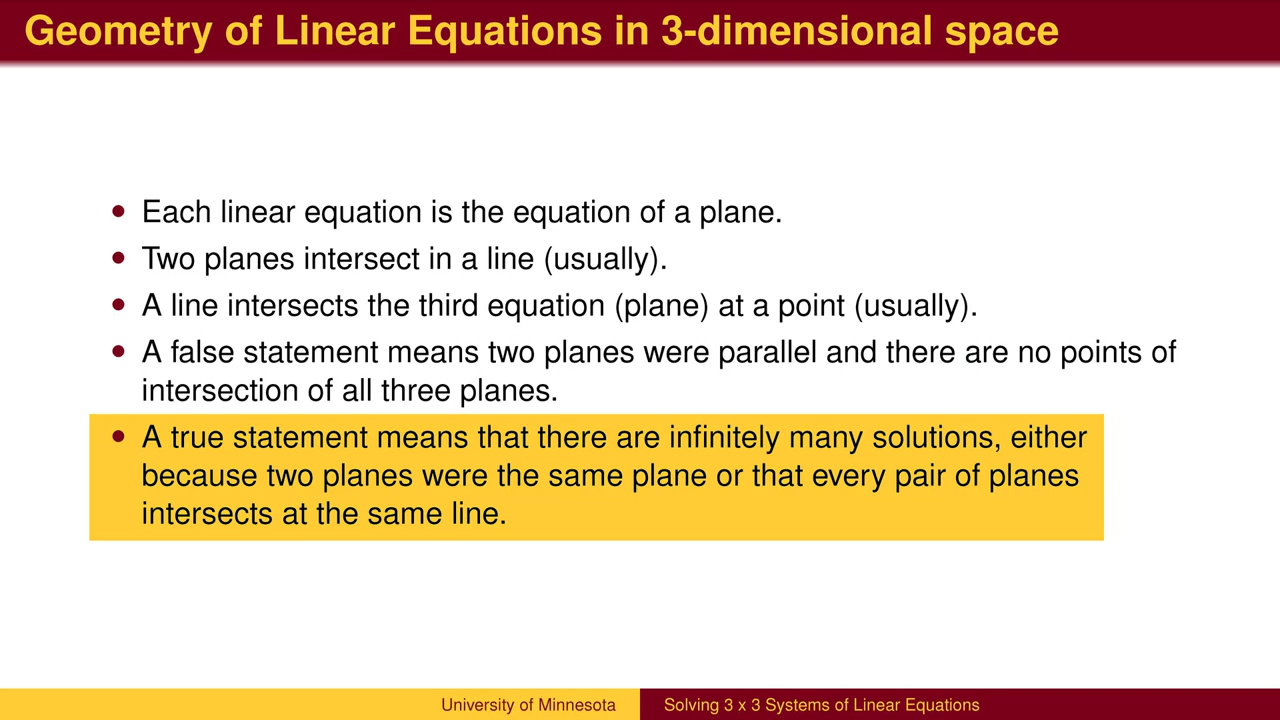 Geometry of Linear Equations in 3-dimensional space
• Each linear equation is the equation of a plane.
• Two planes intersect in a line (usually).
• A line intersects the third equation (plane) at a point (usually).
• A false statement means two planes were parallel and there are no points of
intersection of all three planes.
• A true statement means that there are infinitely many solutions, either
because two planes were the same plane or that every pair of planes
intersects at the same line.
University of Minnesota
Solving 3 x 3 Systems of Linear Equations